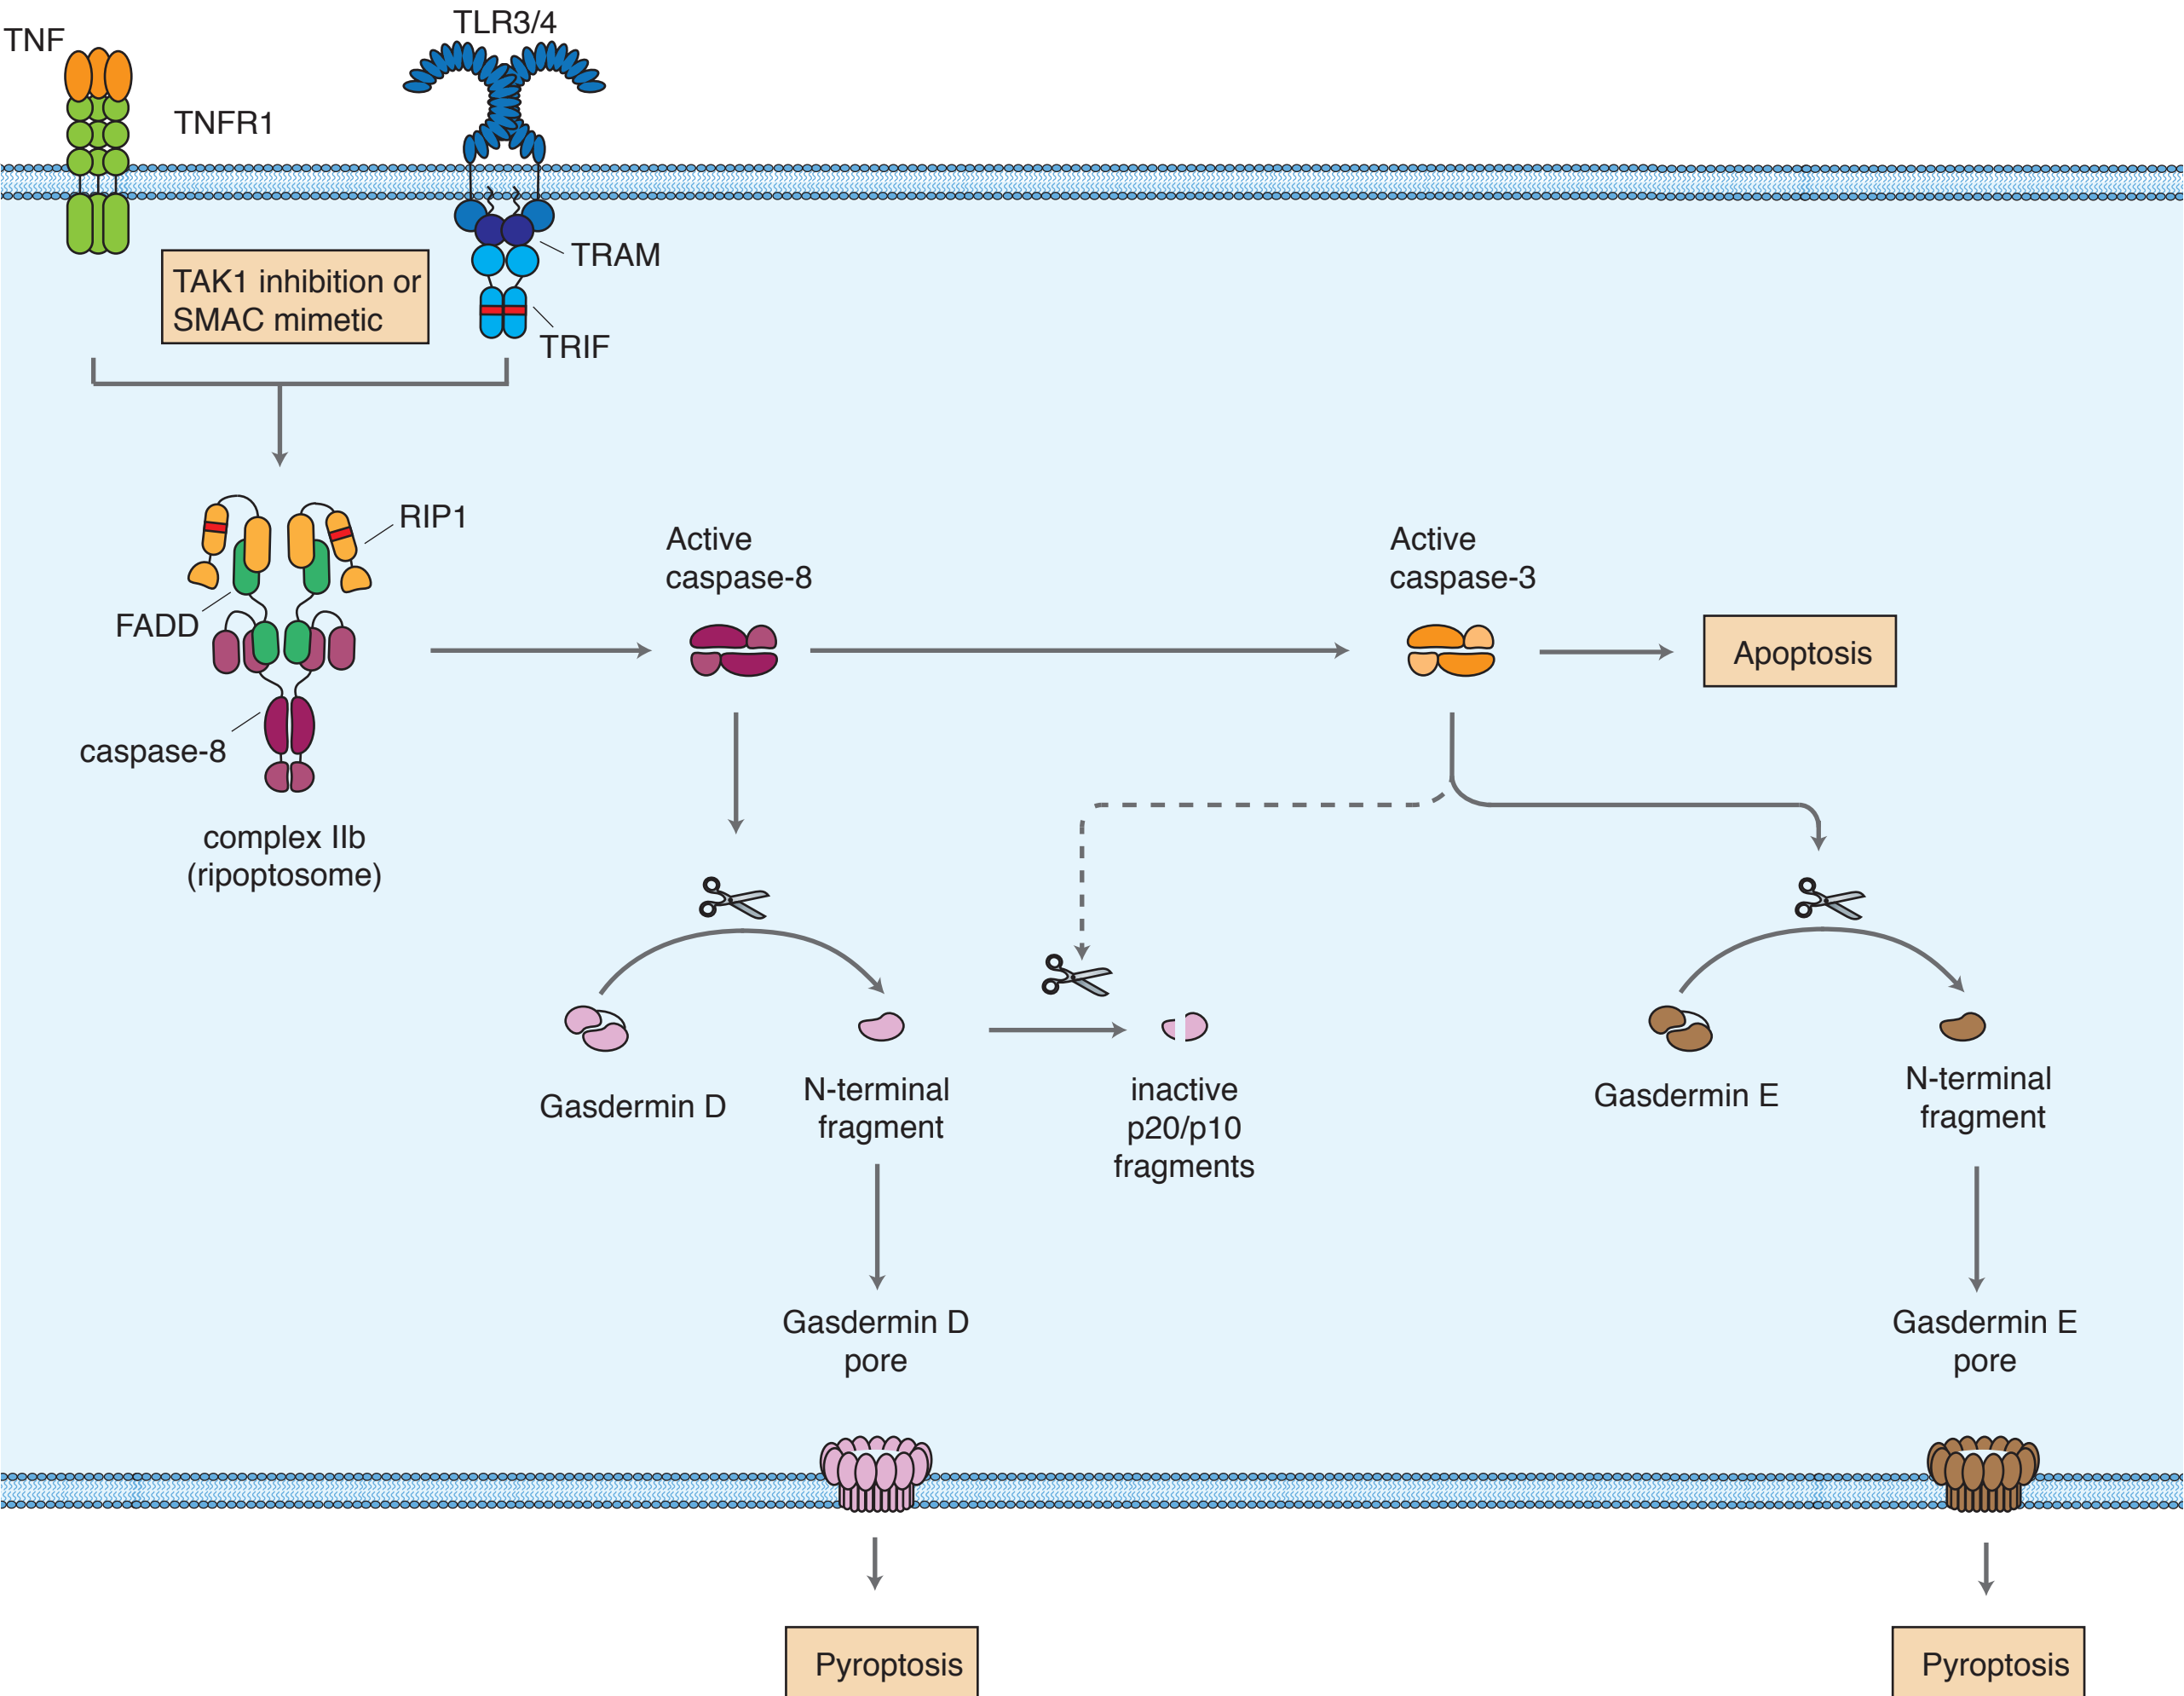 TNF
TLR3/4
TNFR1
TRAM
TAK1 inhibition or
SMAC mimetic
TRIF
RIP1
FADD
caspase-8
complex IIb
(ripoptosome)
Active
caspase-8
Active
caspase-3
Apoptosis
Gasdermin D
N-terminal
fragment
inactive
p20/p10
fragments
Gasdermin E
N-terminal
fragment
Gasdermin D
pore
Gasdermin E
pore
Pyroptosis
Pyroptosis